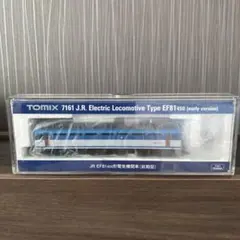 TOMIX 7161 J.R. Electric Locomotive Type EF81 450 (early version)
JR EF81 450形電気機関車(前期型)